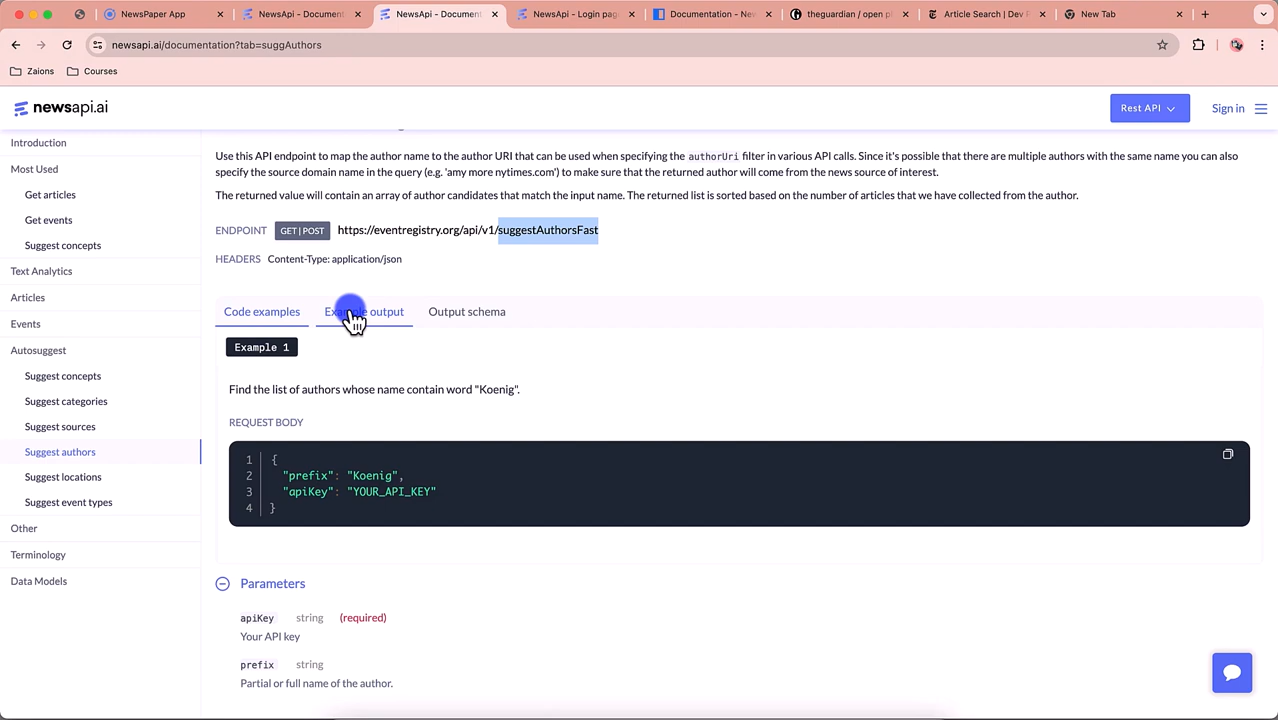 NewsPaper App
NewsApi - Document
NewsApi - Documen
NewsApi - Login pag
Documentation - New
theguardian / open pl
Article Search | Dev P
New Tab
newsapi.ai/documentation?tab=suggAuthors
Zaions
Courses
newsapi.ai
Rest API
Sign in
Introduction
Most Used
Get articles
Get events
Suggest concepts
Text Analytics
Articles
Events
Autosuggest
Suggest concepts
Suggest categories
Suggest sources
Suggest authors
Suggest locations
Suggest event types
Other
Terminology
Data Models
Use this API endpoint to map the author name to the author URI that can be used when specifying the authorUri filter in various API calls. Since it's possible that there are multiple authors with the same name you can also
specify the source domain name in the query (e.g. 'amy more nytimes.com') to make sure that the returned author will come from the news source of interest.
The returned value will contain an array of author candidates that match the input name. The returned list is sorted based on the number of articles that we have collected from the author.
ENDPOINT GET | POST https://eventregistry.org/api/v1/suggestAuthorsFast
HEADERS Content-Type: application/json
Code examples
Example output
Output schema
Example 1
Find the list of authors whose name contain word "Koenig".
REQUEST BODY
1 {
2 "prefix": "Koenig",
3 "apiKey": "YOUR_API_KEY"
4 }
Parameters
apiKey string (required)
Your API key
prefix string
Partial or full name of the author.